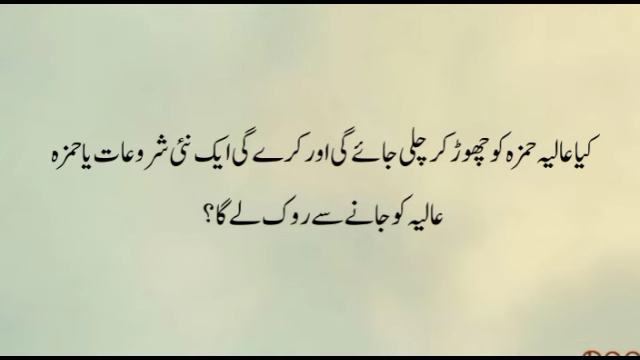 کیا عالیہ حمزہ کو چھوڑ کر چلی جائے گی اور کرے گی ایک نئی شروعات یا حمزہ
عالیہ کو جانے سے روک لے گا؟